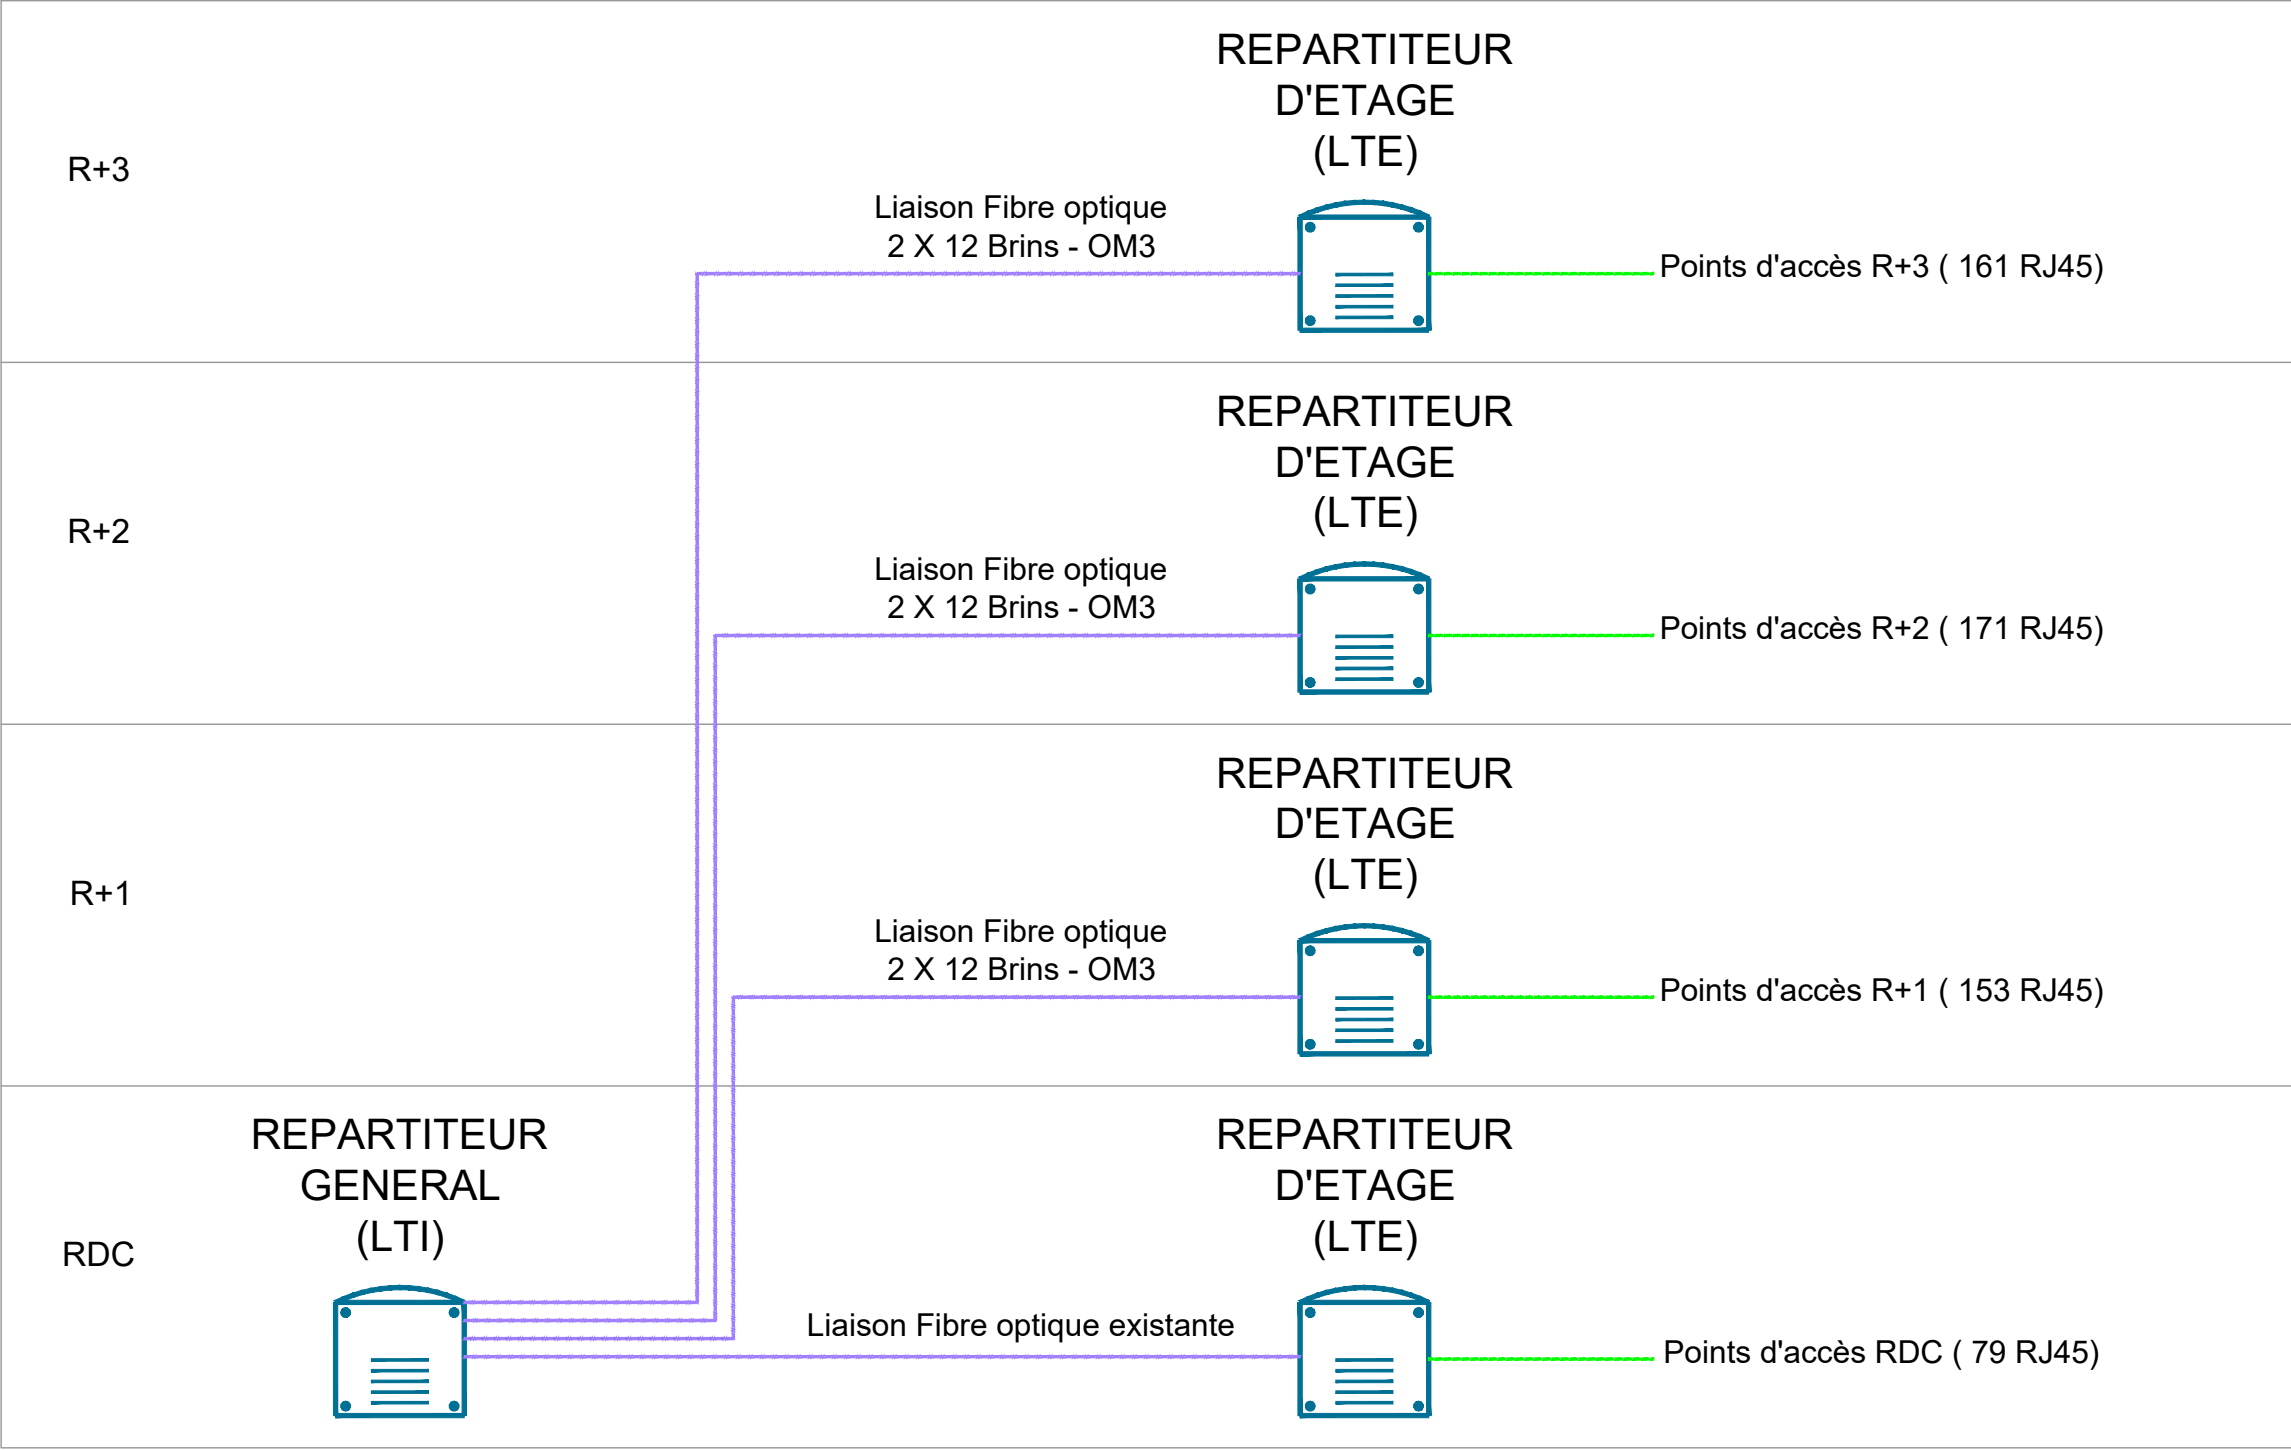 REPARTITEUR
D'ETAGE
(LTE)
R+3
Liaison Fibre optique
2 X 12 Brins - OM3
Points d'accès R+3 ( 161 RJ45)
REPARTITEUR
D'ETAGE
(LTE)
R+2
Liaison Fibre optique
2 X 12 Brins - OM3
Points d'accès R+2 ( 171 RJ45)
REPARTITEUR
D'ETAGE
(LTE)
R+1
Liaison Fibre optique
2 X 12 Brins - OM3
Points d'accès R+1 ( 153 RJ45)
REPARTITEUR
GENERAL
(LTI)
REPARTITEUR
D'ETAGE
(LTE)
RDC
Liaison Fibre optique existante
Points d'accès RDC ( 79 RJ45)